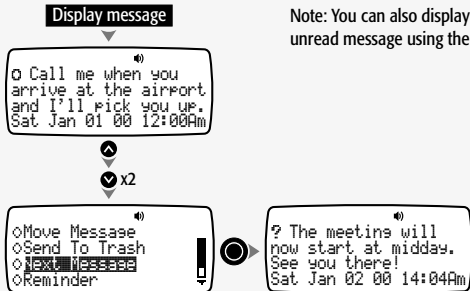 Display message
Note: You can also display
unread message using the
Call me when you
arrive at the airport
and I'll pick you up.
Sat Jan 01 00 12:00Am
x2
Move Message
Send To Trash
Next Message
Reminder
? The meeting will
now start at midday.
See you there!
Sat Jan 02 00 14:04Am